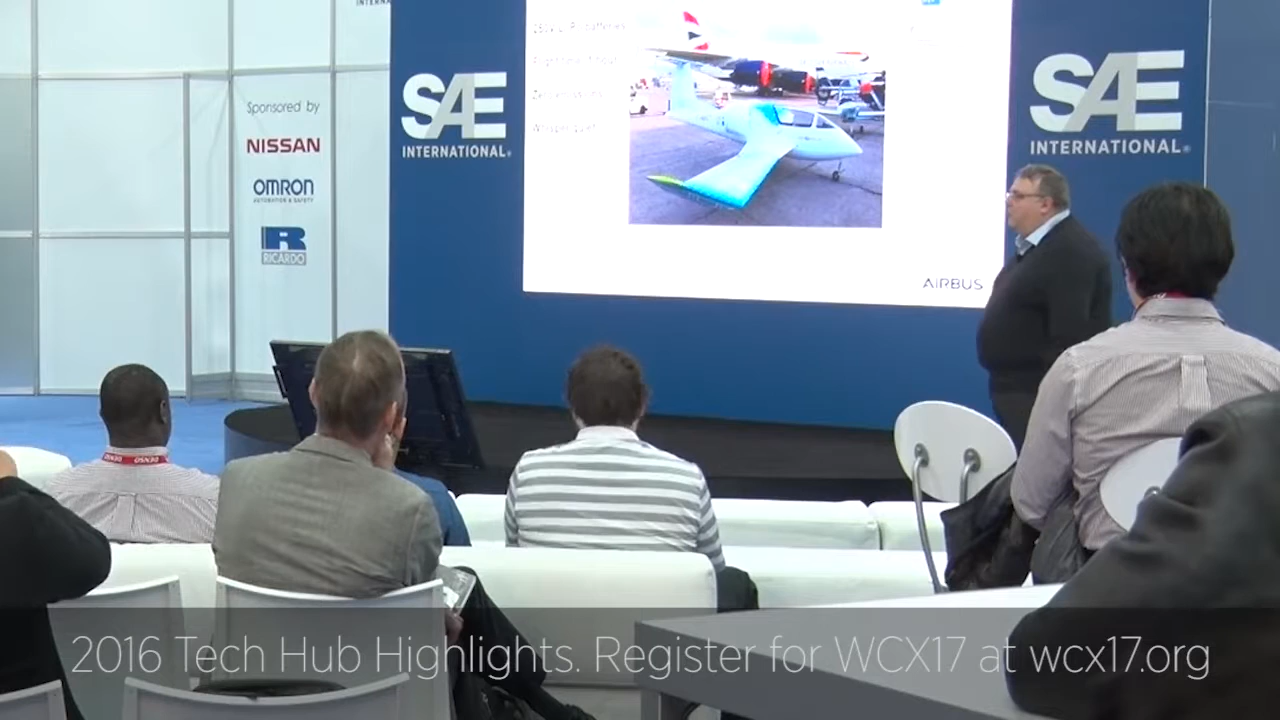 Sponsored by
NISSAN
OMRON
AUTOMATION & SAFETY
RICARDO
SAE
INTERNATIONAL®
SAE
INTERNATIONAL®
AIRBUS
DENSO
2016 Tech Hub Highlights. Register for WCX17 at wcx17.org